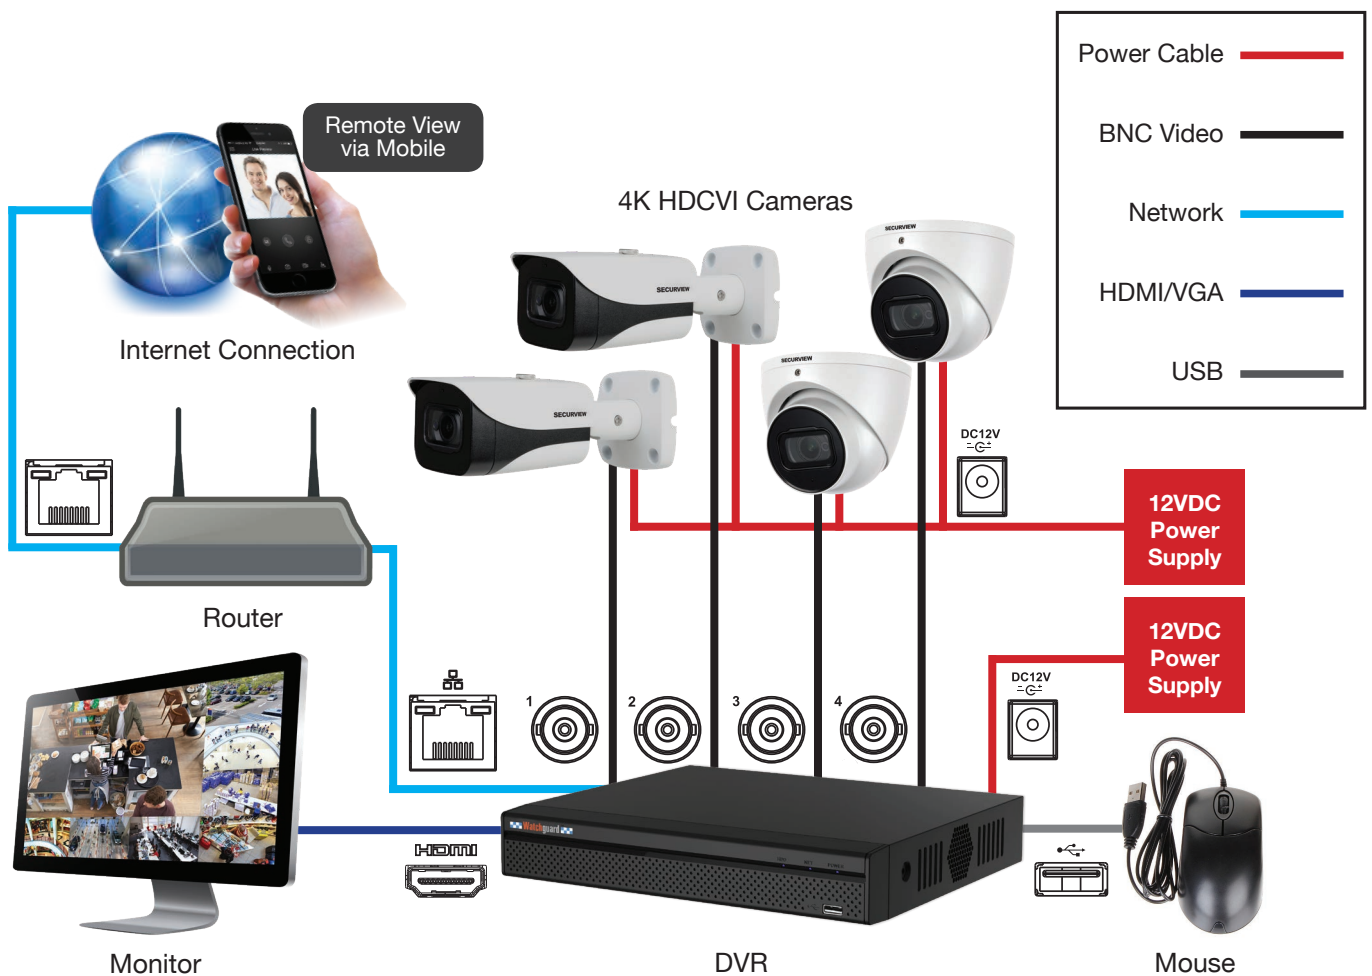 Power Cable
BNC Video
Network
HDMI/VGA
USB
Remote View
via Mobile
4K HDCVI Cameras
SECURVIEW
SECURVIEW
SECURVIEW
SECURVIEW
Internet Connection
DC12V
12VDC
Power
Supply
Router
12VDC
Power
Supply
DC12V
1
2
3
4
Watchguard
HDMI
Monitor
DVR
Mouse